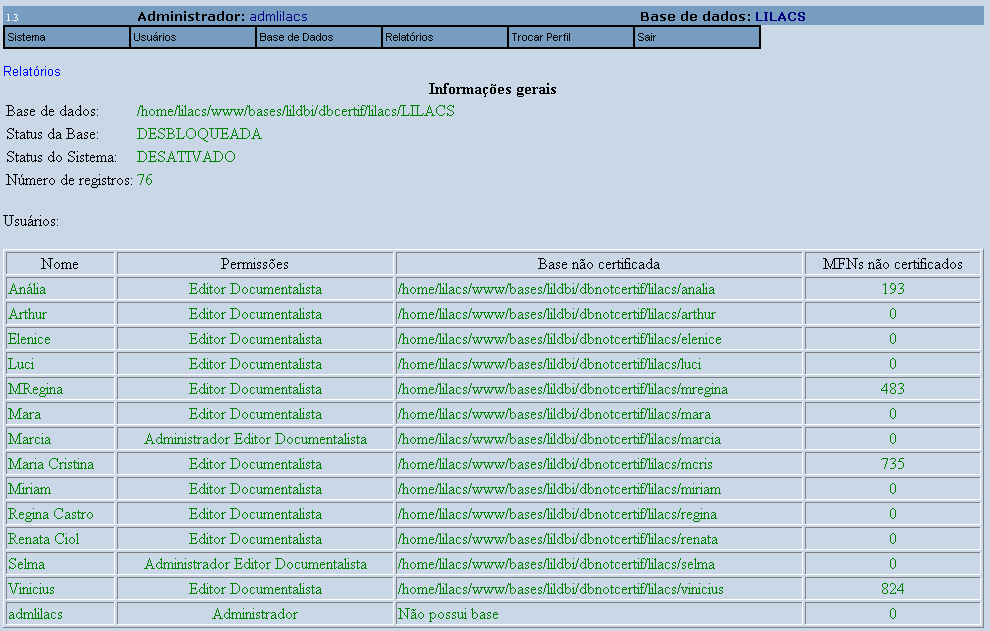 1.3 Administrador: admlilacs Base de dados: LILACS
Sistema Usuários Base de Dados Relatórios Trocar Perfil Sair
Relatórios
Informações gerais
Base de dados: /home/lilacs/www/bases/lildbi/dbcertif/lilacs/LILACS
Status da Base: DESBLOQUEADA
Status do Sistema: DESATIVADO
Número de registros: 76
Usuários:
Nome Permissões Base não certificada MFNs não certificados
Anália Editor Documentalista /home/lilacs/www/bases/lildbi/dbnotcertif/lilacs/analia 193
Arthur Editor Documentalista /home/lilacs/www/bases/lildbi/dbnotcertif/lilacs/arthur 0
Elenice Editor Documentalista /home/lilacs/www/bases/lildbi/dbnotcertif/lilacs/elenice 0
Luci Editor Documentalista /home/lilacs/www/bases/lildbi/dbnotcertif/lilacs/luci 0
MRegina Editor Documentalista /home/lilacs/www/bases/lildbi/dbnotcertif/lilacs/mregina 483
Mara Editor Documentalista /home/lilacs/www/bases/lildbi/dbnotcertif/lilacs/mara 0
Marcia Administrador Editor Documentalista /home/lilacs/www/bases/lildbi/dbnotcertif/lilacs/marcia 0
Maria Cristina Editor Documentalista /home/lilacs/www/bases/lildbi/dbnotcertif/lilacs/mcris 735
Miriam Editor Documentalista /home/lilacs/www/bases/lildbi/dbnotcertif/lilacs/miriam 0
Regina Castro Editor Documentalista /home/lilacs/www/bases/lildbi/dbnotcertif/lilacs/regina 0
Renata Ciol Editor Documentalista /home/lilacs/www/bases/lildbi/dbnotcertif/lilacs/renata 0
Selma Administrador Editor Documentalista /home/lilacs/www/bases/lildbi/dbnotcertif/lilacs/selma 0
Vinicius Editor Documentalista /home/lilacs/www/bases/lildbi/dbnotcertif/lilacs/vinicius 824
admlilacs Administrador Não possui base 0